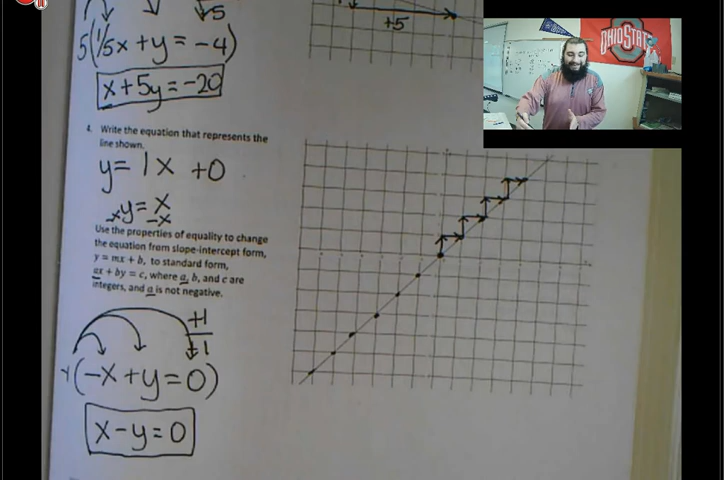 5
5(1/5x + y = -4)
x + 5y = -20
+5
OHIO STATE
4. Write the equation that represents the
line shown.
y = 1x + 0
y = x
-x -x
Use the properties of equality to change
the equation from slope-intercept form,
y = mx + b, to standard form,
ax + by = c, where a, b, and c are
integers, and a is not negative.
+1
+1
(-x + y = 0)
x - y = 0